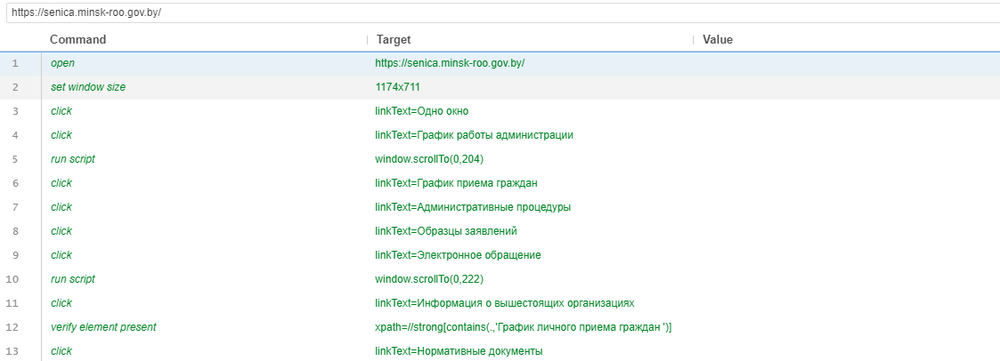 https://senica.minsk-roo.gov.by/
Command Target Value
1 open https://senica.minsk-roo.gov.by/
2 set window size 1174x711
3 click linkText=Одно окно
4 click linkText=График работы администрации
5 run script window.scrollTo(0,204)
6 click linkText=График приема граждан
7 click linkText=Административные процедуры
8 click linkText=Образцы заявлений
9 click linkText=Электронное обращение
10 run script window.scrollTo(0,222)
11 click linkText=Информация о вышестоящих организациях
12 verify element present xpath=//strong[contains(.,'График личного приема граждан ')]
13 click linkText=Нормативные документы